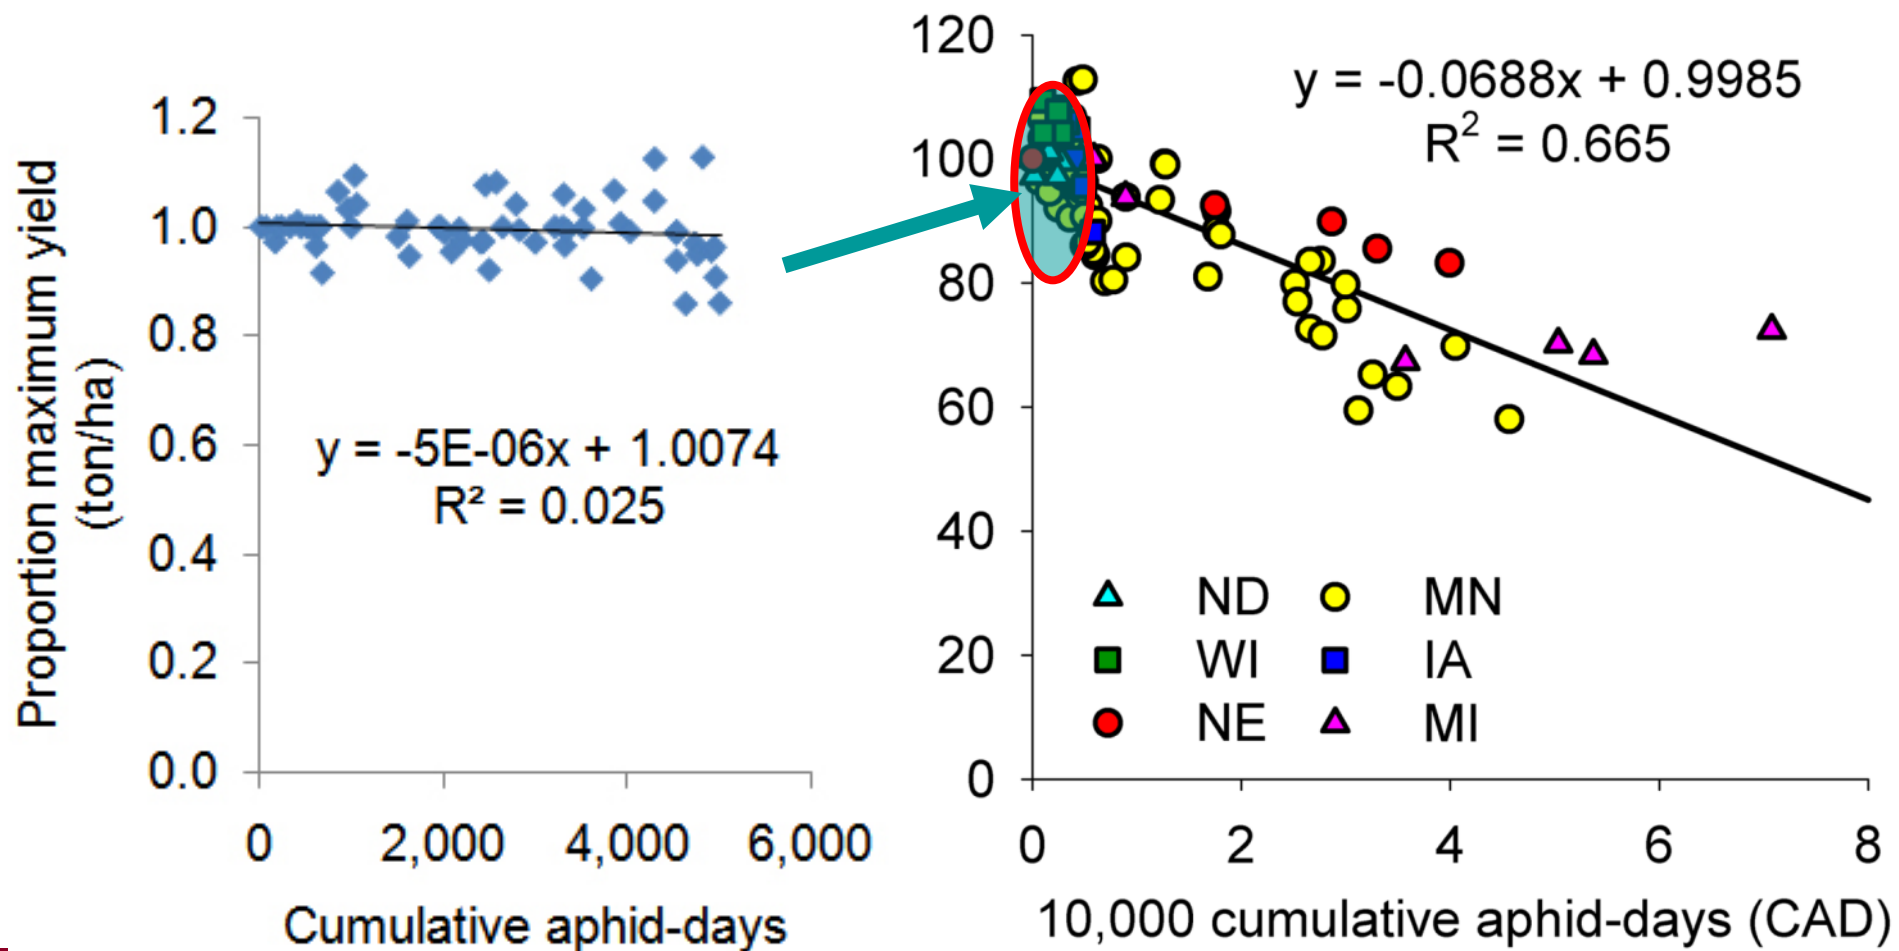 Proportion maximum yield
(ton/ha)
1.2
1.0
0.8
0.6
0.4
0.2
0.0
y = -5E-06x + 1.0074
R² = 0.025
0 2,000 4,000 6,000
Cumulative aphid-days
120
100
80
60
40
20
0
y = -0.0688x + 0.9985
R² = 0.665
ND MN
WI IA
NE MI
0 2 4 6 8
10,000 cumulative aphid-days (CAD)